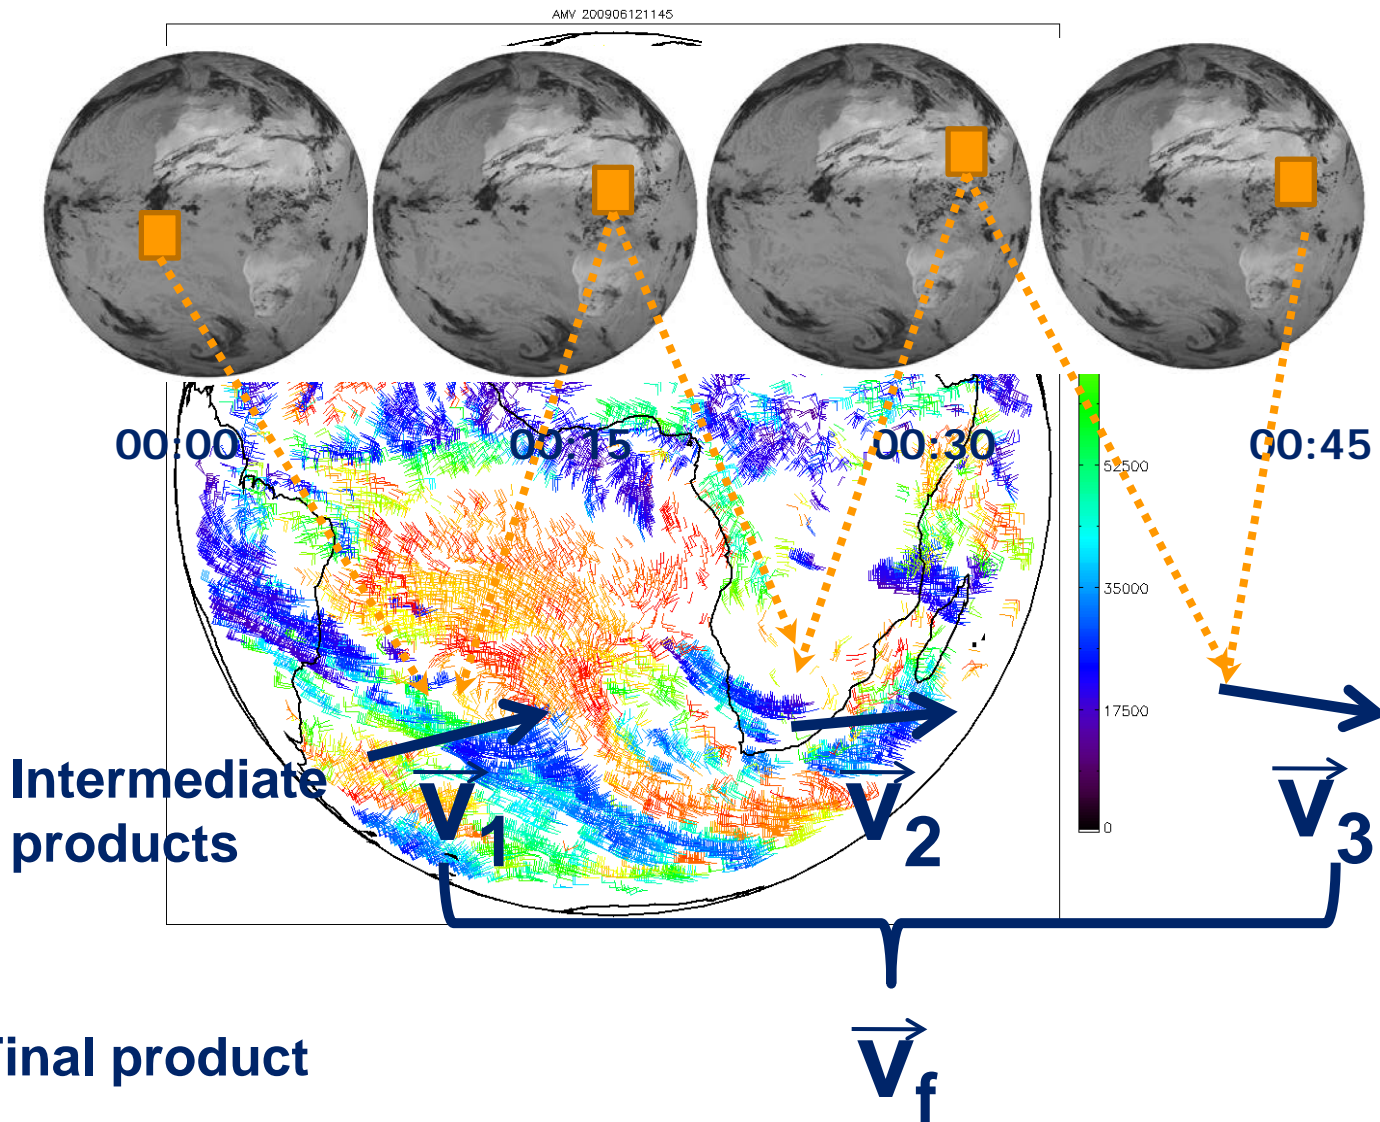 AMV 200906121145
00:00 00:15 00:30 00:45
52500
35000
17500
0
Intermediate
products
V1 V2 V3
Final product
Vf